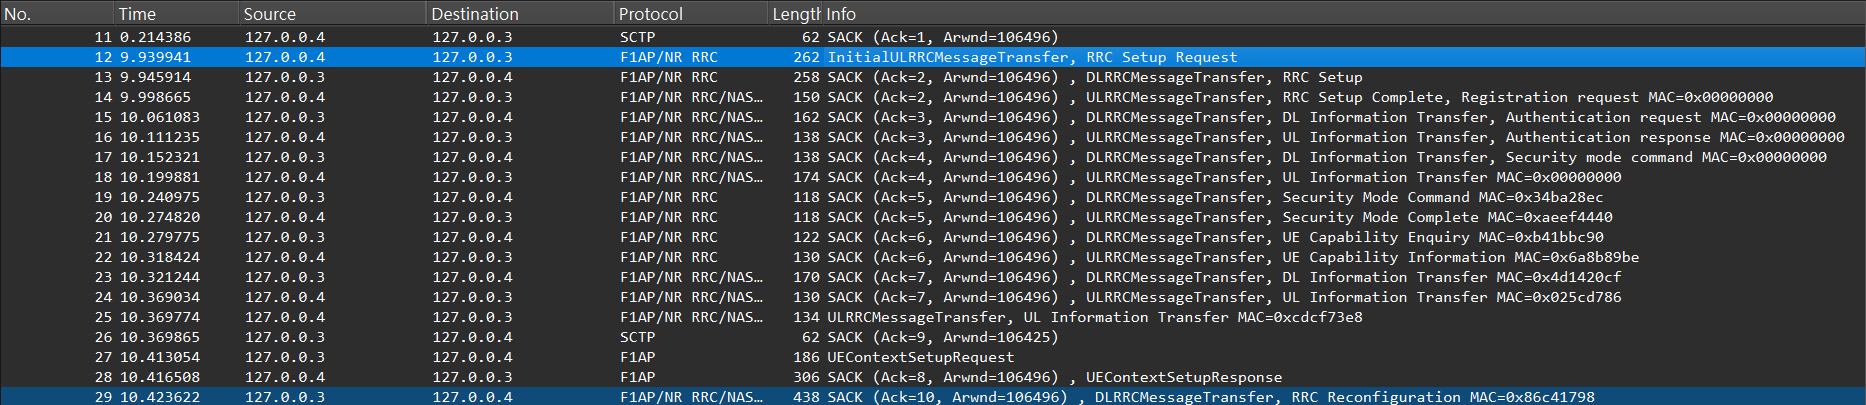 No. Time Source Destination Protocol Length Info
11 0.214386 127.0.0.4 127.0.0.3 SCTP 62 SACK (Ack=1, Arwnd=106496)
12 9.939941 127.0.0.4 127.0.0.3 F1AP/NR RRC 262 InitialULRRCMessageTransfer, RRC Setup Request
13 9.945914 127.0.0.3 127.0.0.4 F1AP/NR RRC 258 SACK (Ack=2, Arwnd=106496) , DLRRCMessageTransfer, RRC Setup
14 9.998665 127.0.0.4 127.0.0.3 F1AP/NR RRC/NAS… 150 SACK (Ack=2, Arwnd=106496) , ULRRCMessageTransfer, RRC Setup Complete, Registration request MAC=0x00000000
15 10.061083 127.0.0.3 127.0.0.4 F1AP/NR RRC/NAS… 162 SACK (Ack=3, Arwnd=106496) , DLRRCMessageTransfer, DL Information Transfer, Authentication request MAC=0x00000000
16 10.111235 127.0.0.4 127.0.0.3 F1AP/NR RRC/NAS… 138 SACK (Ack=3, Arwnd=106496) , ULRRCMessageTransfer, UL Information Transfer, Authentication response MAC=0x00000000
17 10.152321 127.0.0.3 127.0.0.4 F1AP/NR RRC/NAS… 138 SACK (Ack=4, Arwnd=106496) , DLRRCMessageTransfer, DL Information Transfer, Security mode command MAC=0x00000000
18 10.199881 127.0.0.4 127.0.0.3 F1AP/NR RRC/NAS… 174 SACK (Ack=4, Arwnd=106496) , ULRRCMessageTransfer, UL Information Transfer MAC=0x00000000
19 10.240975 127.0.0.3 127.0.0.4 F1AP/NR RRC 118 SACK (Ack=5, Arwnd=106496) , DLRRCMessageTransfer, Security Mode Command MAC=0x34ba28ec
20 10.274820 127.0.0.4 127.0.0.3 F1AP/NR RRC 118 SACK (Ack=5, Arwnd=106496) , ULRRCMessageTransfer, Security Mode Complete MAC=0xaeef4440
21 10.279775 127.0.0.3 127.0.0.4 F1AP/NR RRC 122 SACK (Ack=6, Arwnd=106496) , DLRRCMessageTransfer, UE Capability Enquiry MAC=0xb41bbc90
22 10.318424 127.0.0.4 127.0.0.3 F1AP/NR RRC 130 SACK (Ack=6, Arwnd=106496) , ULRRCMessageTransfer, UE Capability Information MAC=0x6a8b89be
23 10.321244 127.0.0.3 127.0.0.4 F1AP/NR RRC/NAS… 170 SACK (Ack=7, Arwnd=106496) , DLRRCMessageTransfer, DL Information Transfer MAC=0x4d1420cf
24 10.369034 127.0.0.4 127.0.0.3 F1AP/NR RRC/NAS… 130 SACK (Ack=7, Arwnd=106496) , ULRRCMessageTransfer, UL Information Transfer MAC=0x025cd786
25 10.369774 127.0.0.4 127.0.0.3 F1AP/NR RRC/NAS… 134 ULRRCMessageTransfer, UL Information Transfer MAC=0xcdcf73e8
26 10.369865 127.0.0.3 127.0.0.4 SCTP 62 SACK (Ack=9, Arwnd=106425)
27 10.413054 127.0.0.3 127.0.0.4 F1AP 186 UEContextSetupRequest
28 10.416508 127.0.0.4 127.0.0.3 F1AP 306 SACK (Ack=8, Arwnd=106496) , UEContextSetupResponse
29 10.423622 127.0.0.3 127.0.0.4 F1AP/NR RRC/NAS… 438 SACK (Ack=10, Arwnd=106496) , DLRRCMessageTransfer, RRC Reconfiguration MAC=0x86c41798